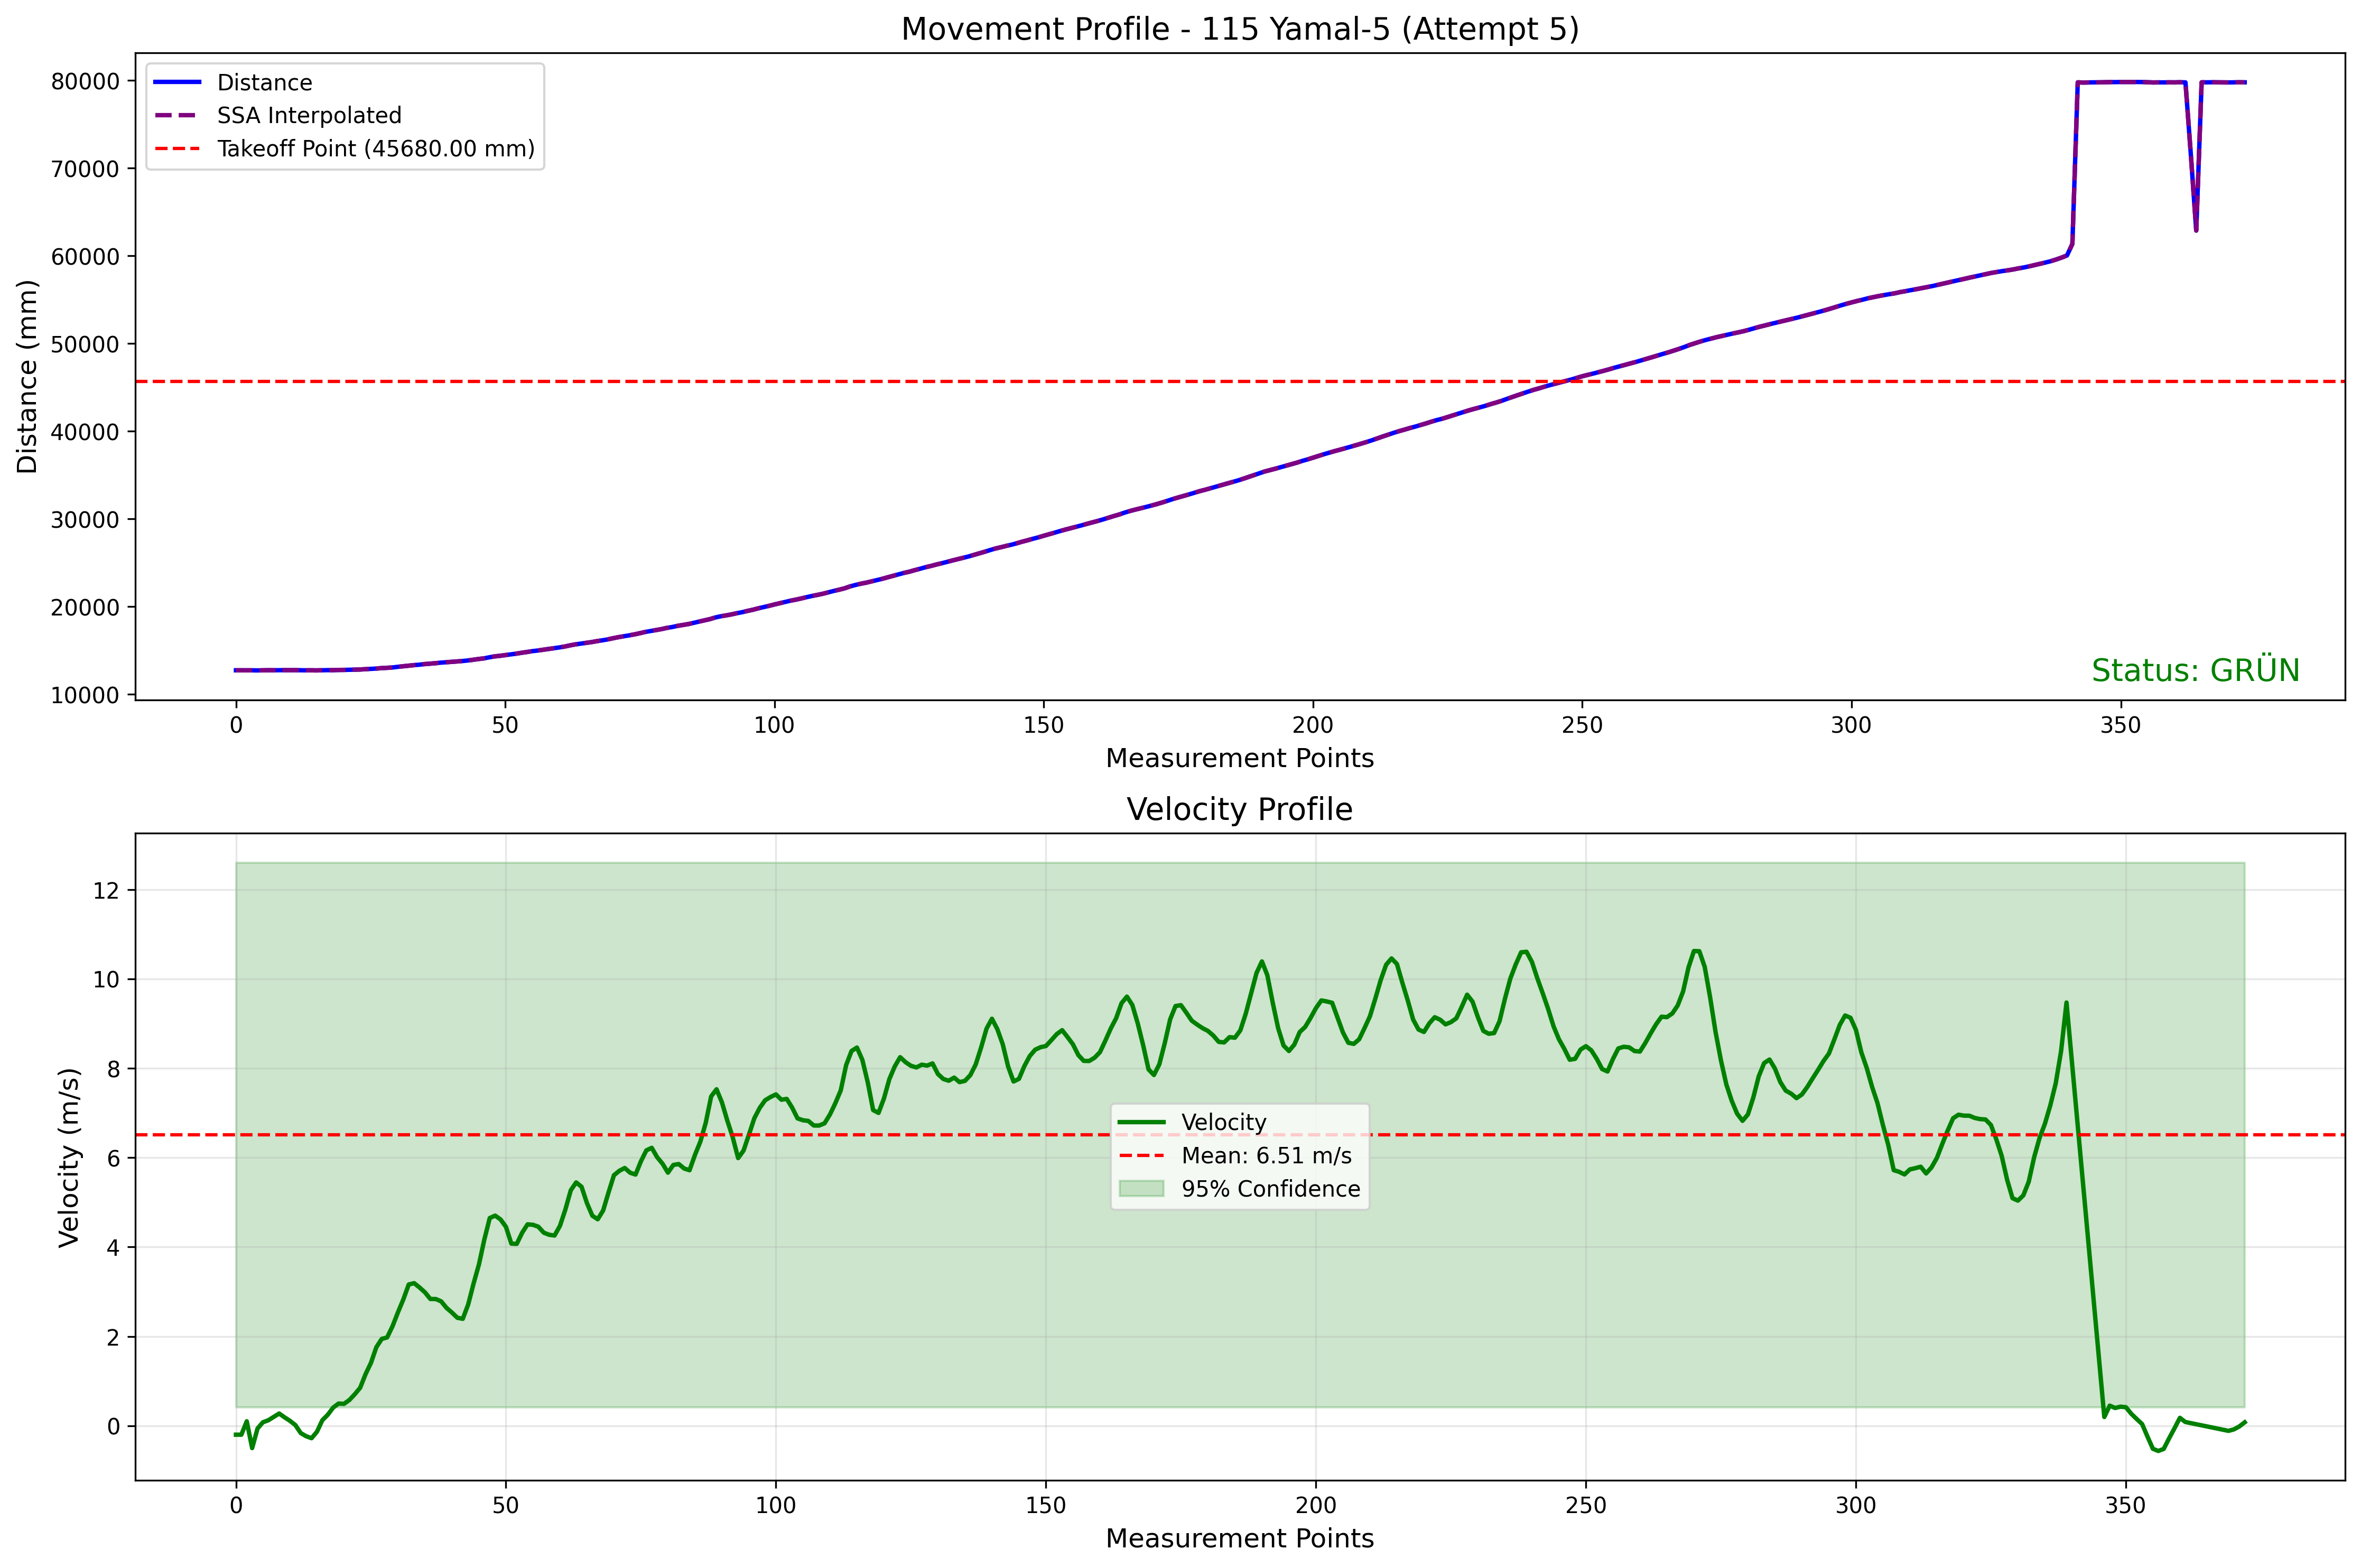 Movement Profile - 115 Yamal-5 (Attempt 5)
Distance
SSA Interpolated
Takeoff Point (45680.00 mm)
Distance (mm)
80000
70000
60000
50000
40000
30000
20000
10000
Status: GRÜN
0 50 100 150 200 250 300 350
Measurement Points
Velocity Profile
Velocity (m/s)
12
10
8
6
4
2
0
Velocity
Mean: 6.51 m/s
95% Confidence
0 50 100 150 200 250 300 350
Measurement Points